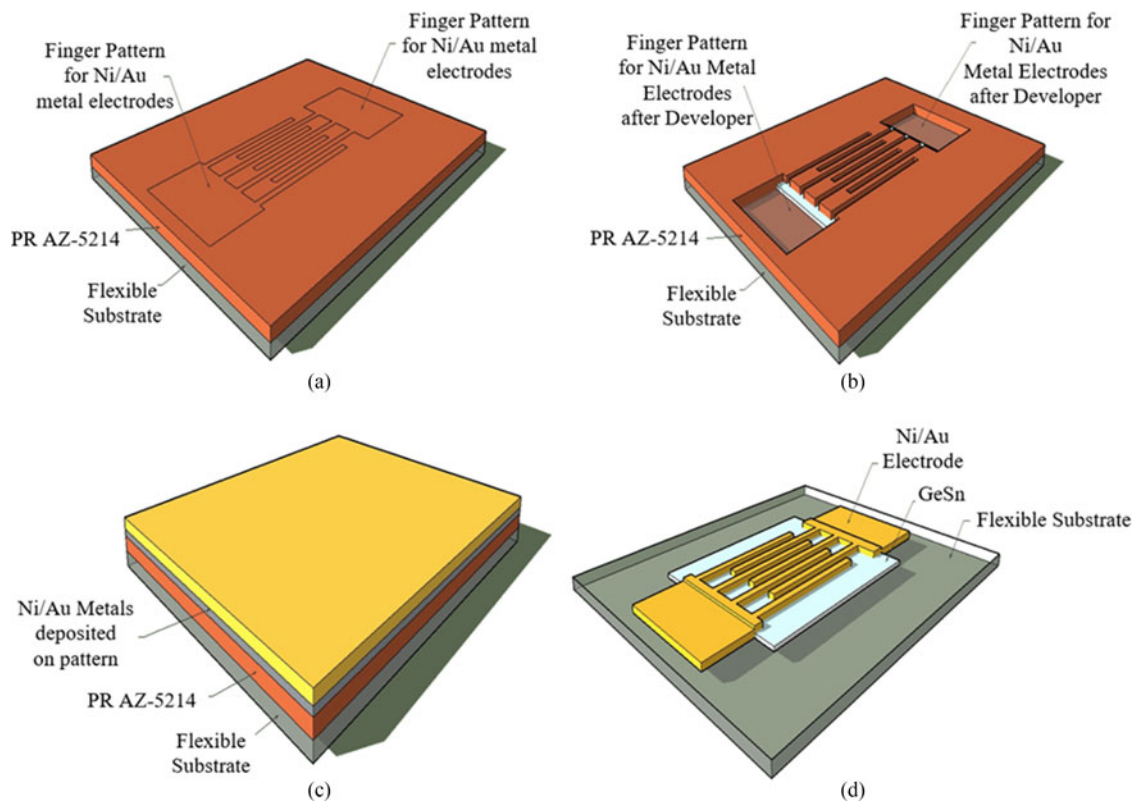 Finger Pattern
for Ni/Au
metal electrodes
Finger Pattern
for Ni/Au metal
electrodes
PR AZ-5214
Flexible
Substrate
(a)
Finger Pattern
for Ni/Au Metal
Electrodes
after Developer
Finger Pattern for
Ni/Au
Metal Electrodes
after Developer
PR AZ-5214
Flexible
Substrate
(b)
Ni/Au Metals
deposited
on pattern
PR AZ-5214
Flexible
Substrate
(c)
Ni/Au
Electrode
GeSn
Flexible Substrate
(d)